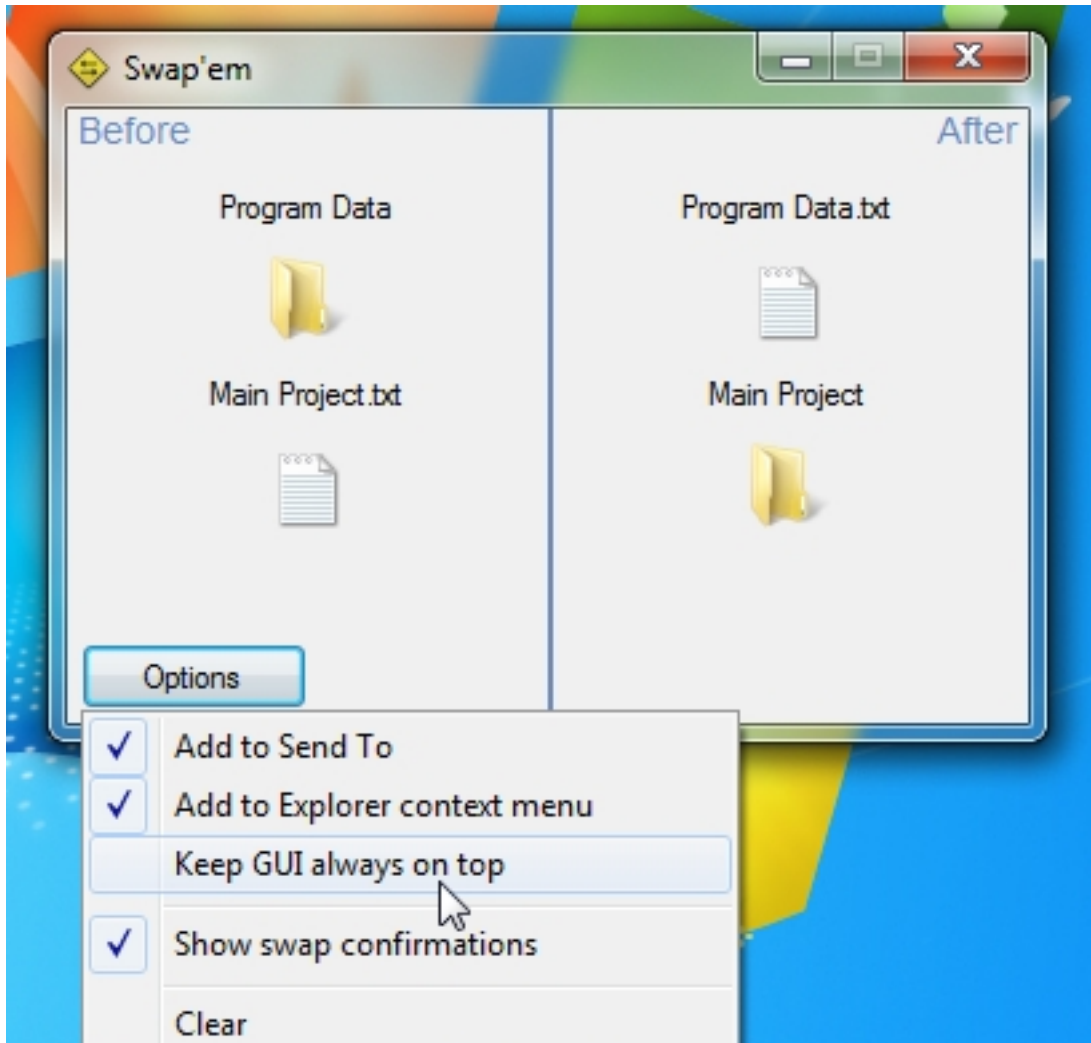 Swap'em
Before
After
Program Data
Program Data.txt
Main Project.txt
Main Project
Options
Add to Send To
Add to Explorer context menu
Keep GUI always on top
Show swap confirmations
Clear